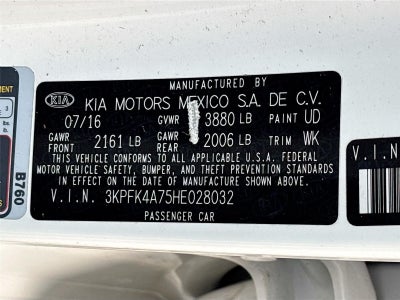 MANUFACTURED BY
KIA KIA MOTORS MEXICO S.A. DE C.V.
07/16 GVWR 3880 LB PAINT UD
GAWR FRONT 2161 LB GAWR REAR 2006 LB TRIM WK
THIS VEHICLE CONFORMS TO ALL APPLICABLE U.S.A. FEDERAL
MOTOR VEHICLE SAFETY, BUMPER, AND THEFT PREVENTION STANDARDS
IN EFFECT ON THE DATE OF MANUFACTURE SHOWN ABOVE.
V.I.N. 3KPFK4A75HE028032
PASSENGER CAR
B760
V.I.N.